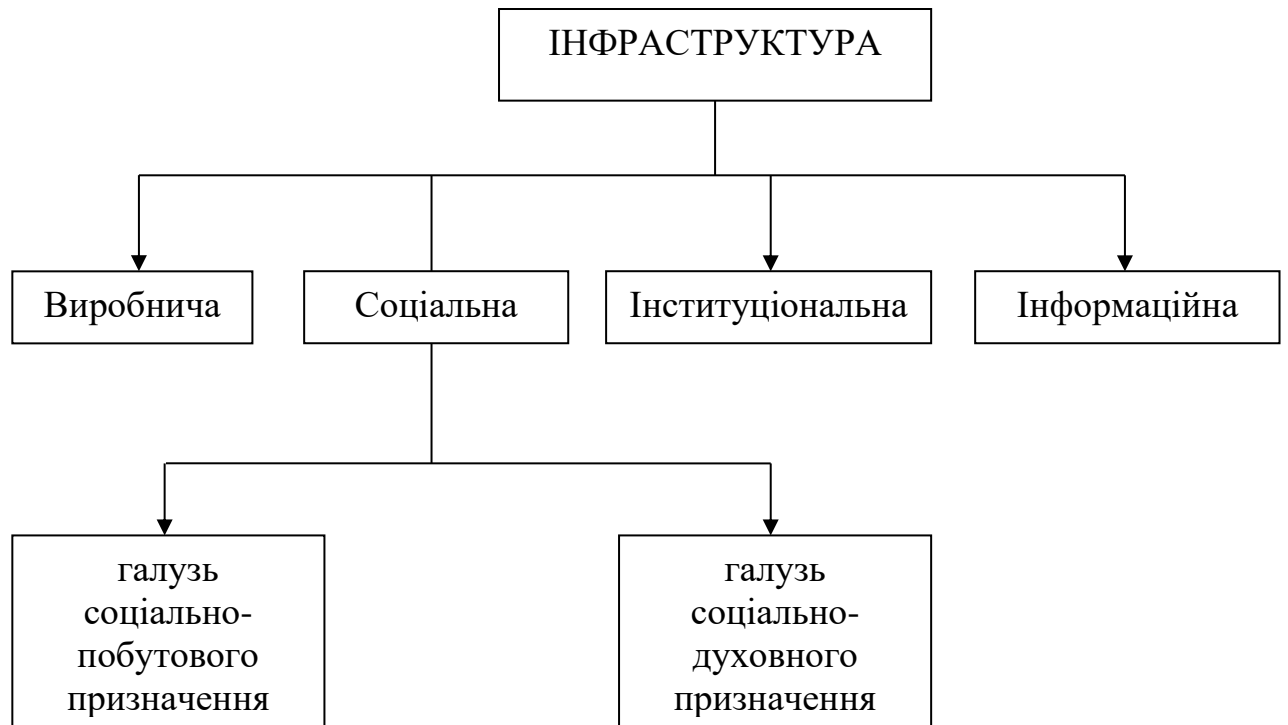 ІНФРАСТРУКТУРА
Виробнича
Соціальна
Інституціональна
Інформаційна
галузь
соціально-
побутового
призначення
галузь
соціально-
духовного
призначення